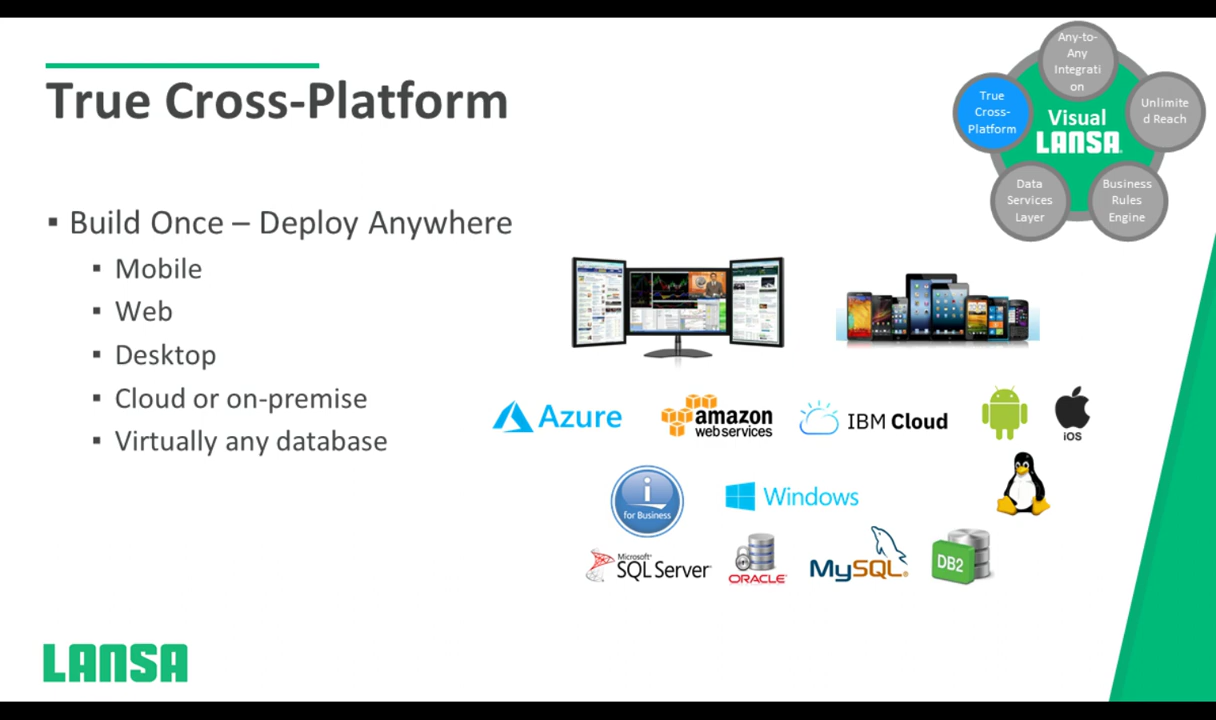 True Cross-Platform
▪ Build Once – Deploy Anywhere
▪ Mobile
▪ Web
▪ Desktop
▪ Cloud or on-premise
▪ Virtually any database
Any-to-
Any
Integrati
on
True
Cross-
Platform
Unlimite
d Reach
Visual
LANSA
Data
Services
Layer
Business
Rules
Engine
Azure
amazon
webservices
IBM Cloud
iOS
i
for Business
Windows
Microsoft
SQL Server
ORACLE
MySQL
DB2
LANSA